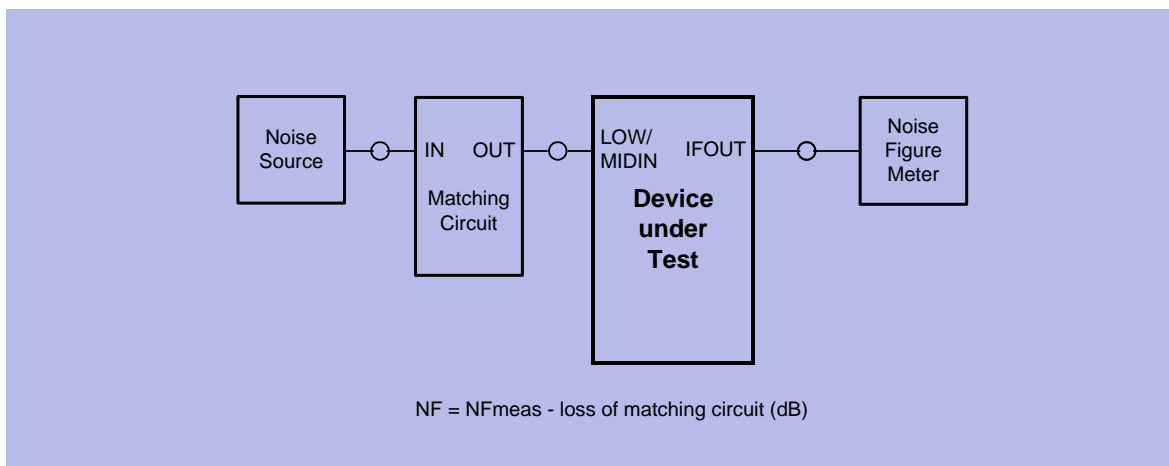 Noise
Source
IN OUT
Matching
Circuit
LOW/
MIDIN
IFOUT
Device
under
Test
Noise
Figure
Meter
NF = NFmeas - loss of matching circuit (dB)